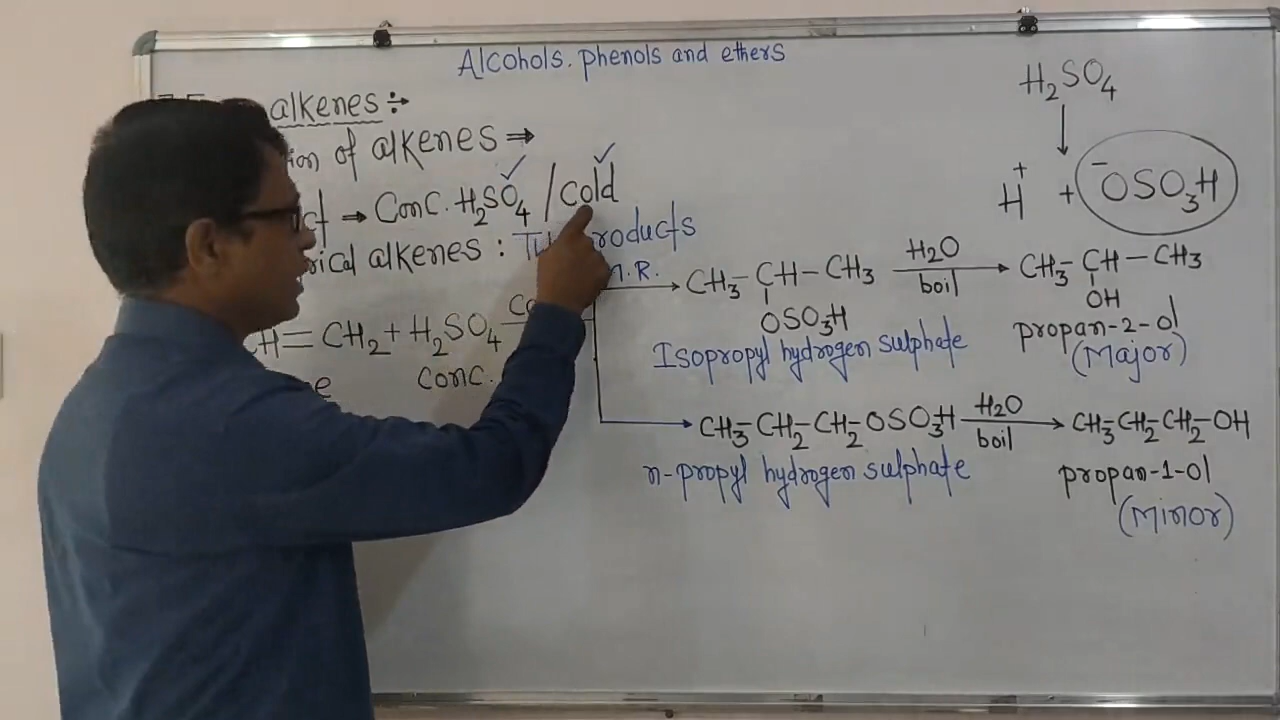 Alcohols. phenols and ethers
alkenes :-
of alkenes ⇒
→ Conc. H₂SO₄ / Cold
alkenes : products
CH=CH₂ + H₂SO₄
Conc.
M.R.
CH₃-CH-CH₃
OSO₃H
Isopropyl hydrogen sulphate
H₂O
boil
CH₃-CH-CH₃
OH
propan-2-ol
(Major)
CH₃-CH₂-CH₂-OSO₃H
n-propyl hydrogen sulphate
H₂O
boil
CH₃-CH₂-CH₂-OH
propan-1-ol
(Minor)
H₂SO₄
H⁺ + ⁻OSO₃H